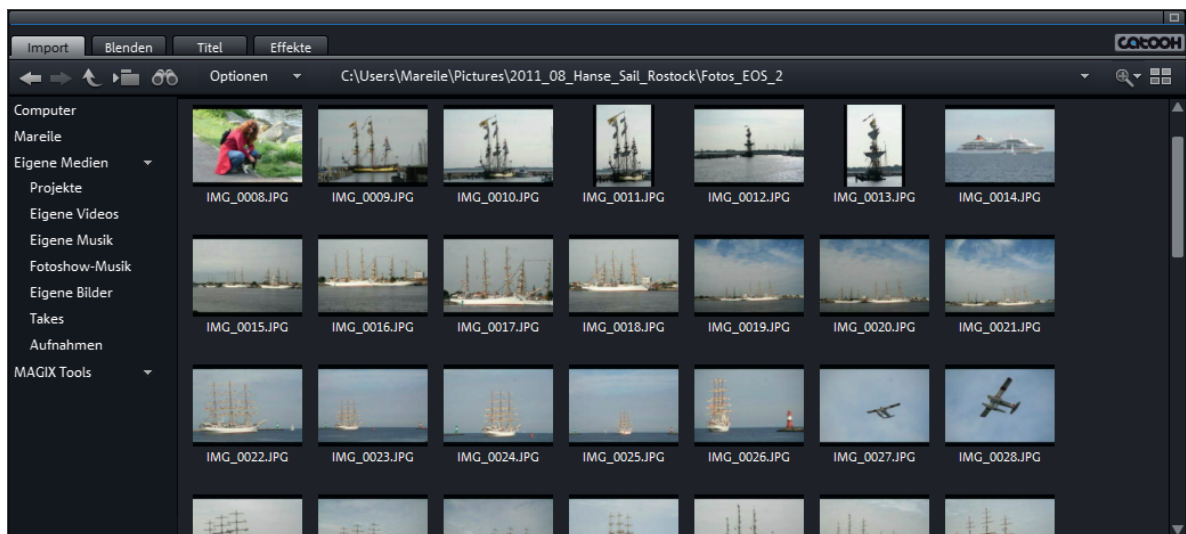 Import Blenden Titel Effekte
CATOOH
Optionen C:\Users\Mareile\Pictures\2011_08_Hanse_Sail_Rostock\Fotos_EOS_2
Computer
Mareile
Eigene Medien
Projekte
Eigene Videos
Eigene Musik
Fotoshow-Musik
Eigene Bilder
Takes
Aufnahmen
MAGIX Tools
IMG_0008.JPG IMG_0009.JPG IMG_0010.JPG IMG_0011.JPG IMG_0012.JPG IMG_0013.JPG IMG_0014.JPG
IMG_0015.JPG IMG_0016.JPG IMG_0017.JPG IMG_0018.JPG IMG_0019.JPG IMG_0020.JPG IMG_0021.JPG
IMG_0022.JPG IMG_0023.JPG IMG_0024.JPG IMG_0025.JPG IMG_0026.JPG IMG_0027.JPG IMG_0028.JPG